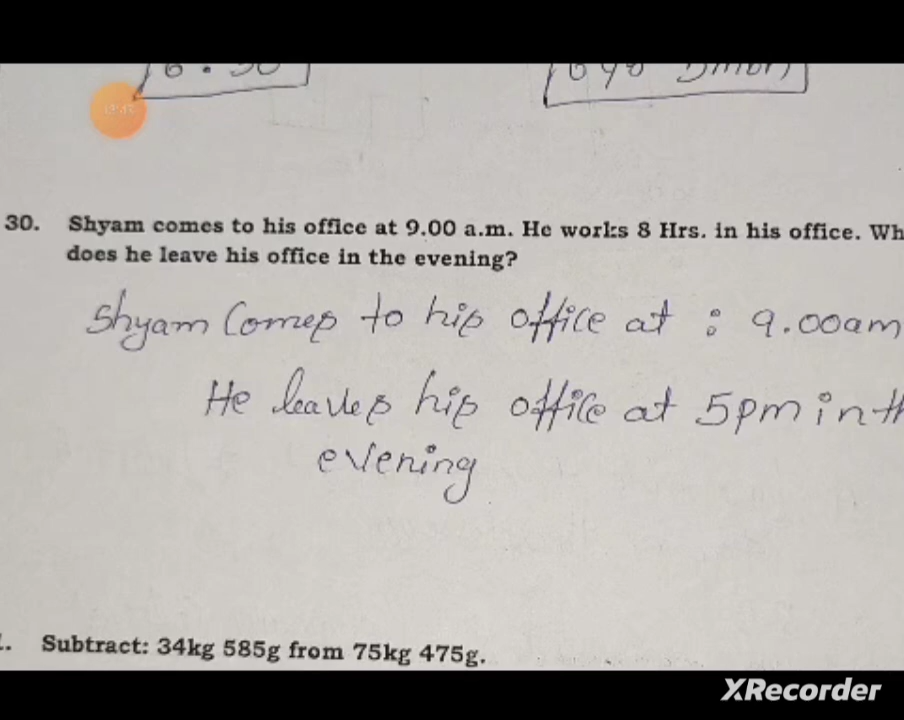 6.30
30. Shyam comes to his office at 9.00 a.m. He works 8 Hrs. in his office. Wh
does he leave his office in the evening?
Shyam Comes to his office at : 9.00am
He leaves his office at 5pm in th
evening
Subtract: 34kg 585g from 75kg 475g.
XRecorder